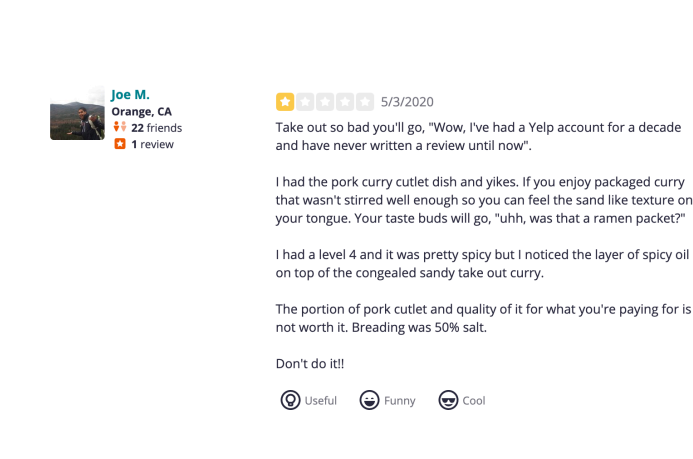 Joe M.
Orange, CA
22 friends
1 review
5/3/2020
Take out so bad you'll go, "Wow, I've had a Yelp account for a decade
and have never written a review until now".
I had the pork curry cutlet dish and yikes. If you enjoy packaged curry
that wasn't stirred well enough so you can feel the sand like texture on
your tongue. Your taste buds will go, "uhh, was that a ramen packet?"
I had a level 4 and it was pretty spicy but I noticed the layer of spicy oil
on top of the congealed sandy take out curry.
The portion of pork cutlet and quality of it for what you're paying for is
not worth it. Breading was 50% salt.
Don't do it!!
Useful Funny Cool